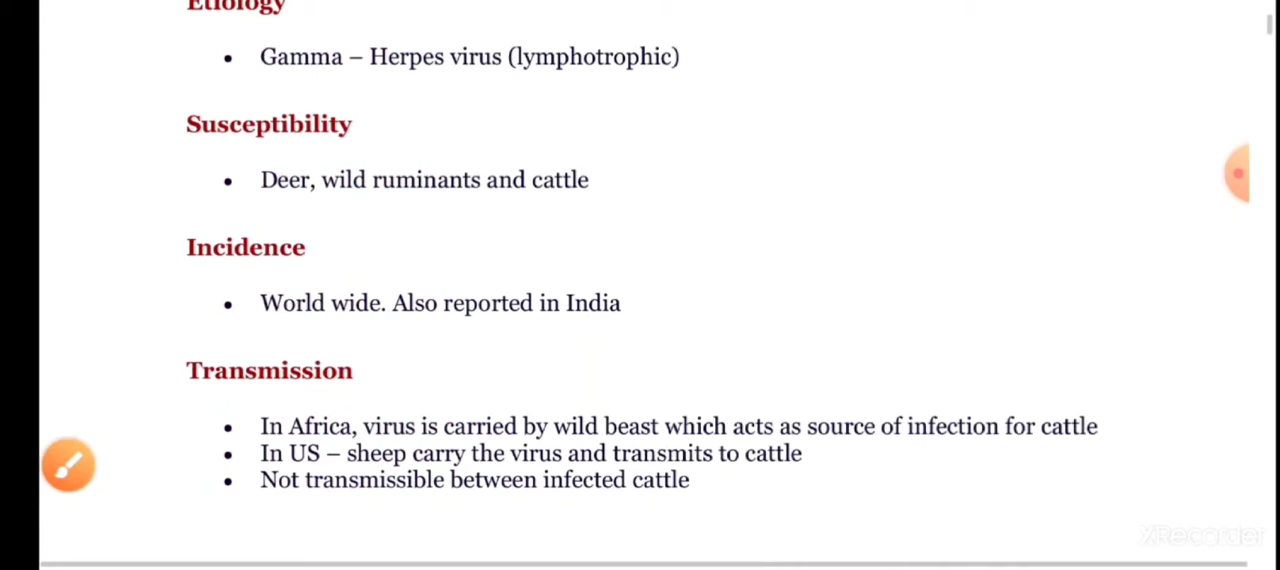 Etiology
• Gamma – Herpes virus (lymphotrophic)
Susceptibility
• Deer, wild ruminants and cattle
Incidence
• World wide. Also reported in India
Transmission
• In Africa, virus is carried by wild beast which acts as source of infection for cattle
• In US – sheep carry the virus and transmits to cattle
• Not transmissible between infected cattle
XRecorder